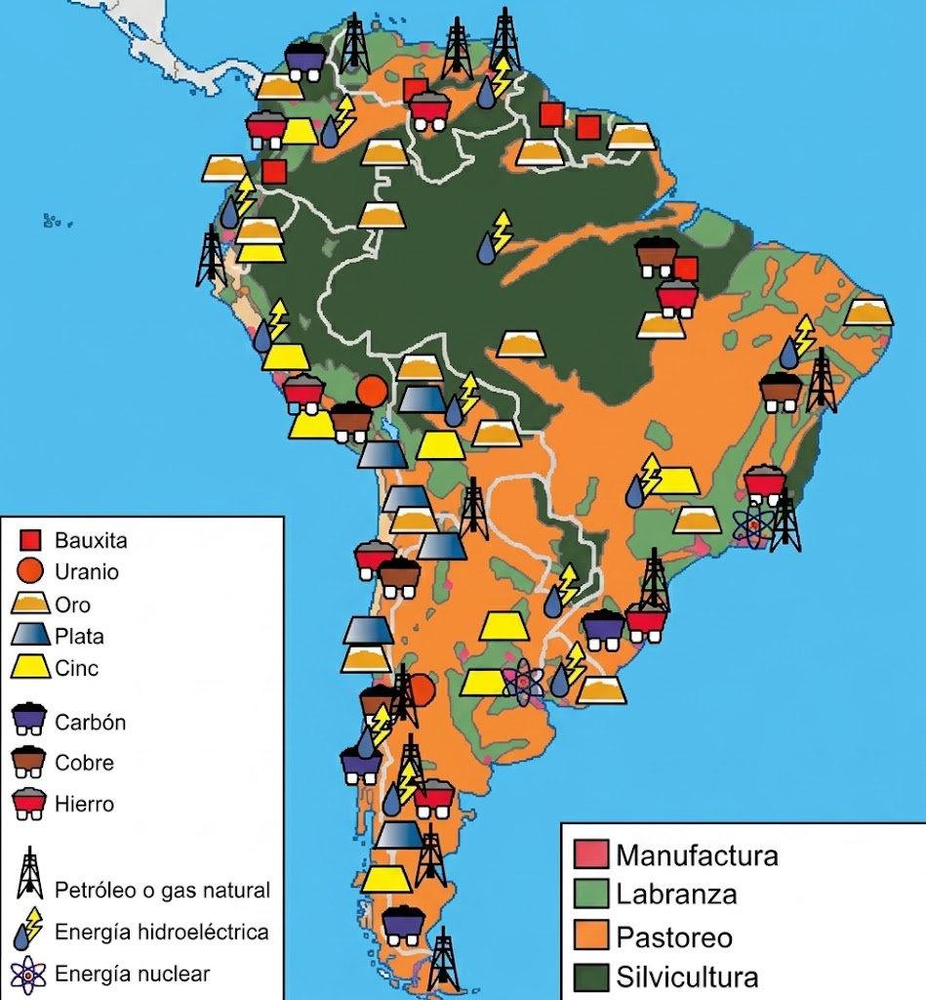 Bauxita
Uranio
Oro
Plata
Cinc
Carbón
Cobre
Hierro
Petróleo o gas natural
Energía hidroeléctrica
Energía nuclear
Manufactura
Labranza
Pastoreo
Silvicultura